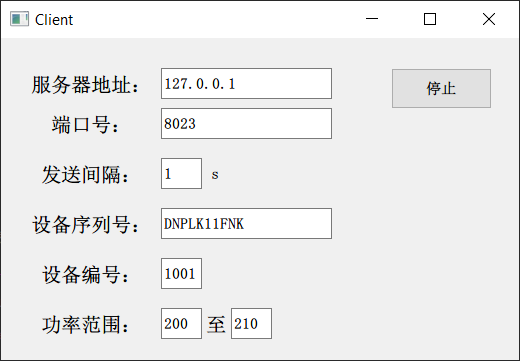 Client
服务器地址： 127.0.0.1 停止
端口号： 8023
发送间隔： 1 s
设备序列号： DNPLK11FNK
设备编号： 1001
功率范围： 200 至 210